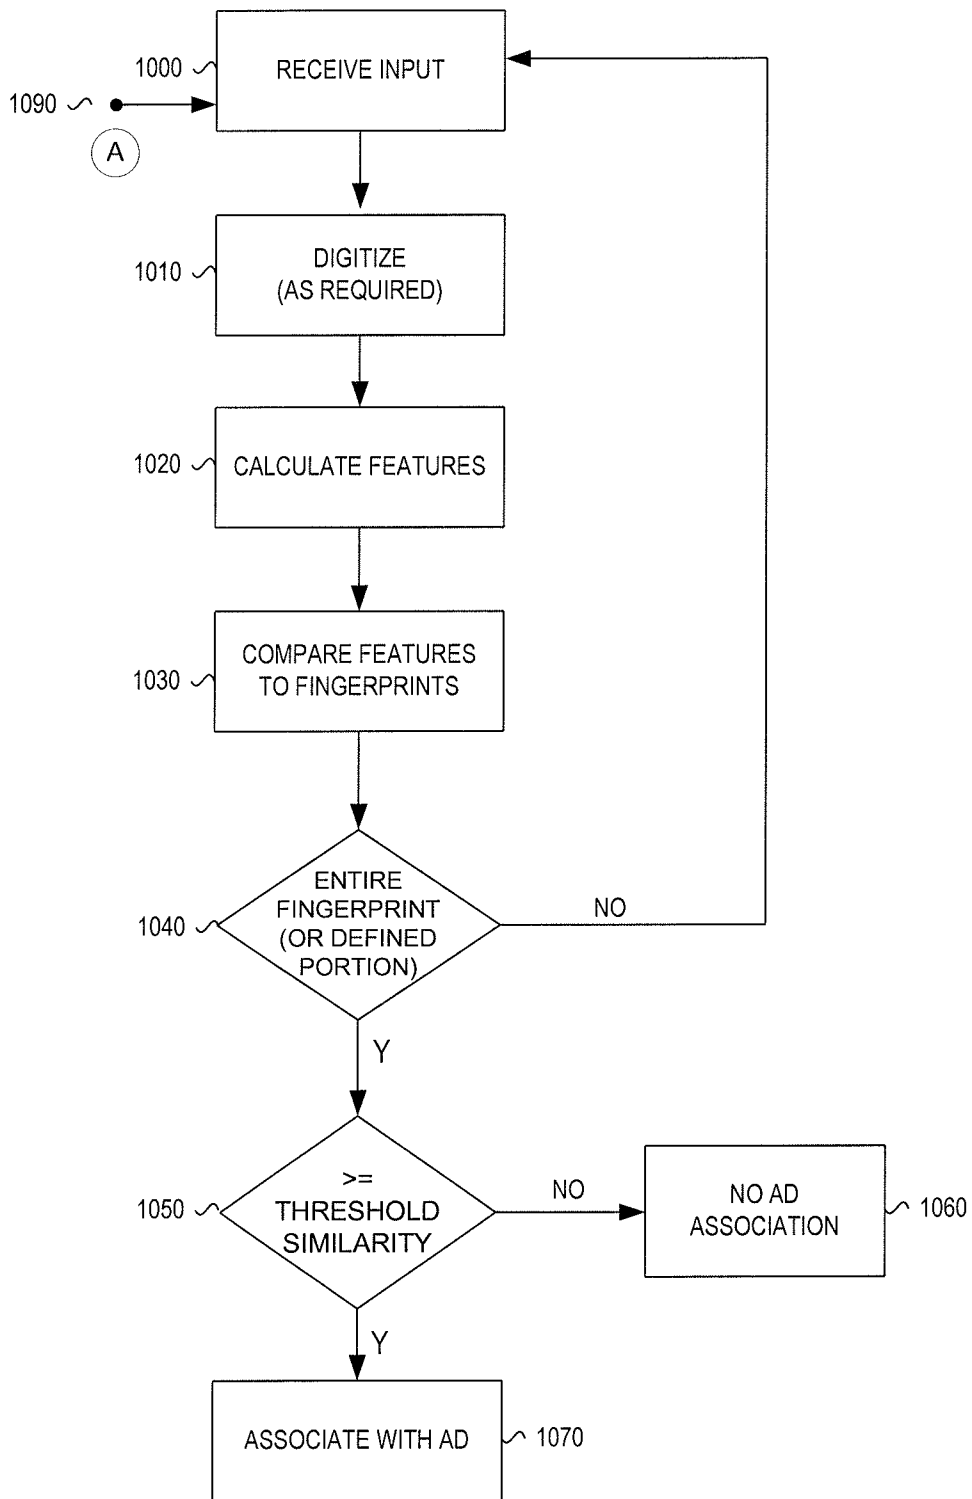 1000
RECEIVE INPUT
1090
A
1010
DIGITIZE
(AS REQUIRED)
1020
CALCULATE FEATURES
1030
COMPARE FEATURES
TO FINGERPRINTS
1040
ENTIRE
FINGERPRINT
(OR DEFINED
PORTION)
NO
Y
1050
>=
THRESHOLD
SIMILARITY
NO
NO AD
ASSOCIATION
1060
Y
ASSOCIATE WITH AD
1070